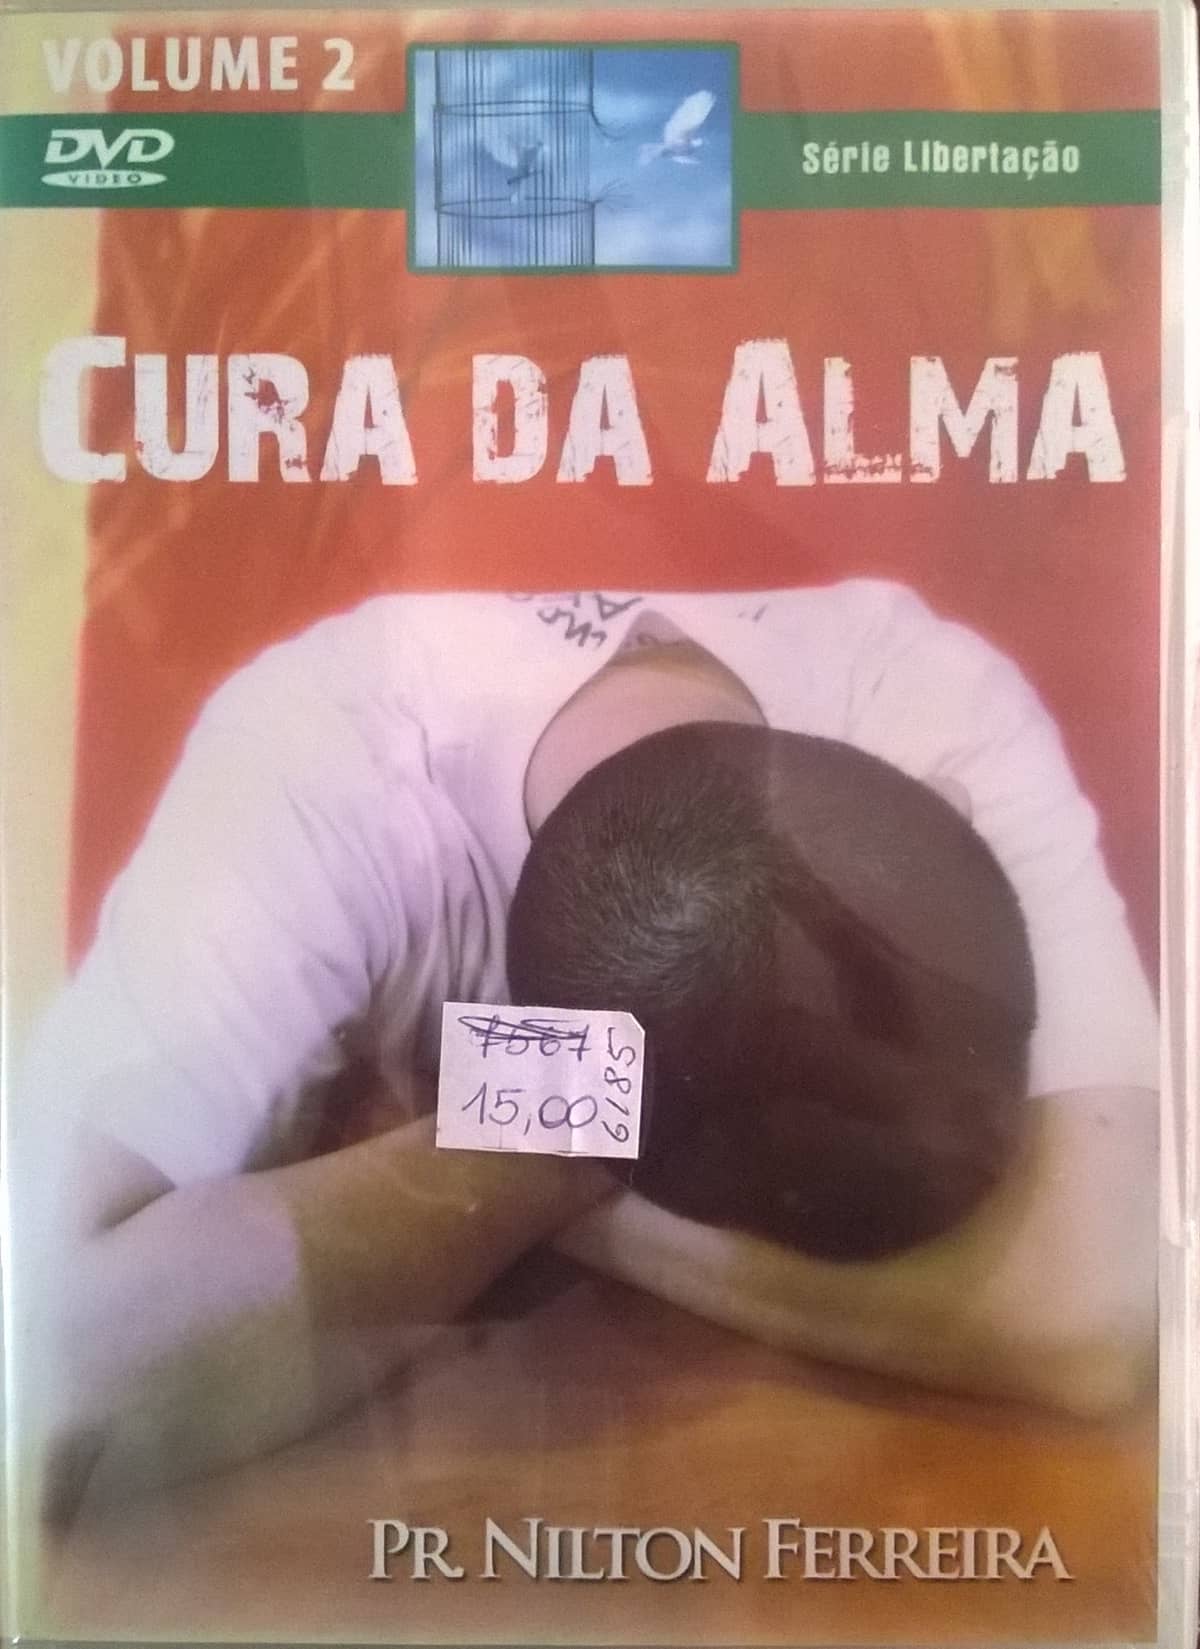 VOLUME 2
DVD
VIDEO
Série Libertação
CURA DA ALMA
7567
15,00
6185
PR. NILTON FERREIRA